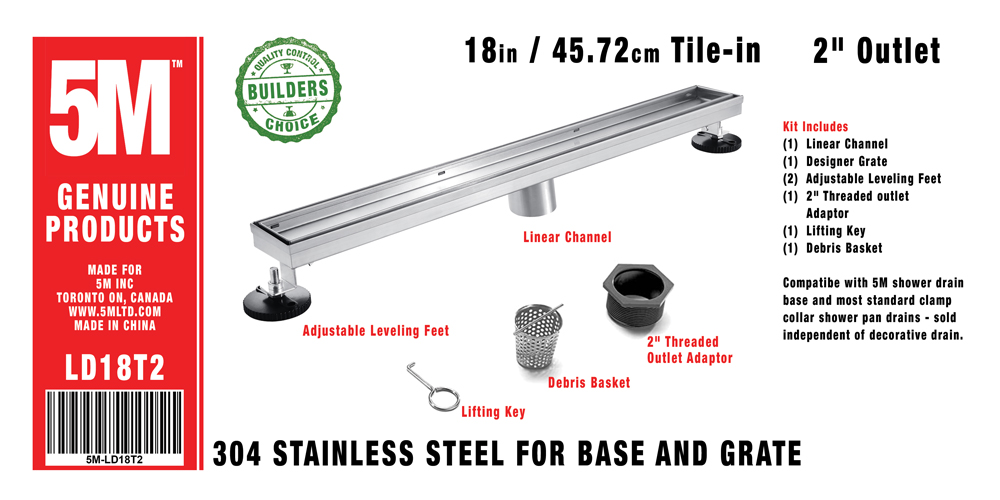 5M™
GENUINE
PRODUCTS
MADE FOR
5M INC
TORONTO ON, CANADA
WWW.5MLTD.COM
MADE IN CHINA
LD18T2
5M-LD18T2
QUALITY CONTROL
BUILDERS
CHOICE
18in / 45.72cm Tile-in
2" Outlet
Linear Channel
Adjustable Leveling Feet
2" Threaded
Outlet Adaptor
Debris Basket
Lifting Key
Kit Includes
(1) Linear Channel
(1) Designer Grate
(2) Adjustable Leveling Feet
(1) 2" Threaded outlet
Adaptor
(1) Lifting Key
(1) Debris Basket
Compatibe with 5M shower drain
base and most standard clamp
collar shower pan drains - sold
independent of decorative drain.
304 STAINLESS STEEL FOR BASE AND GRATE